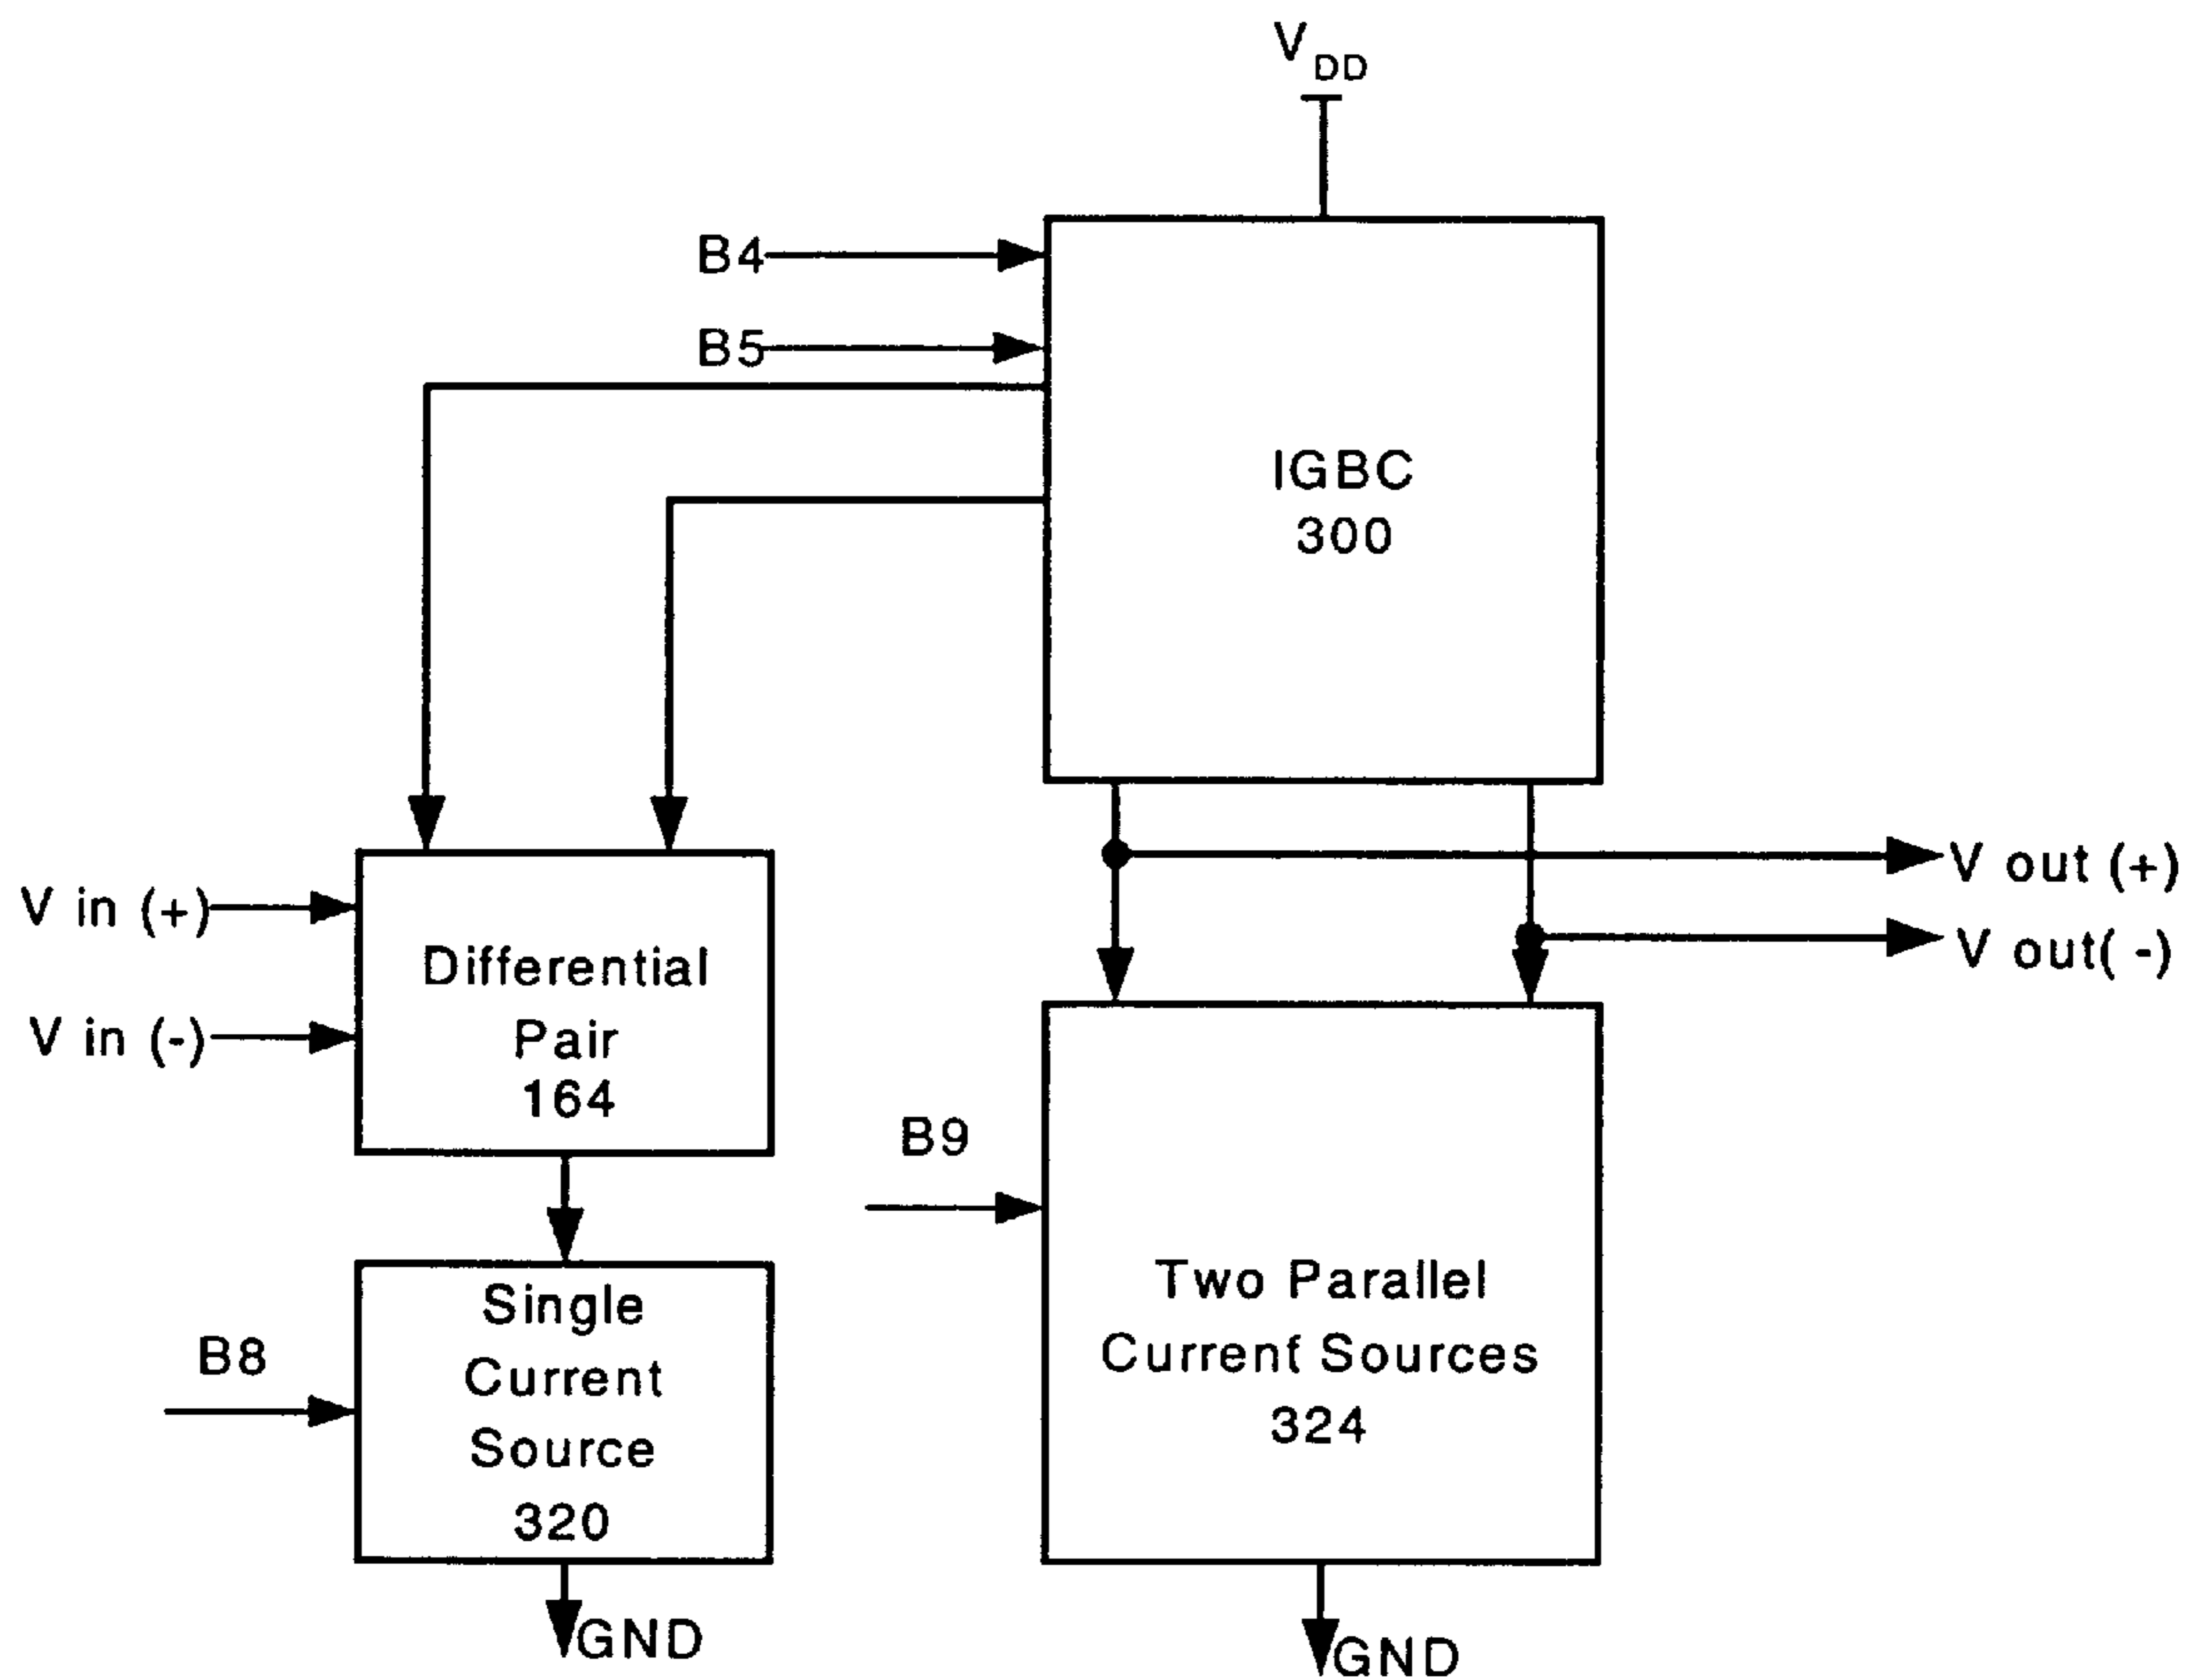 V DD
B4
B5
IGBC
300
V out (+)
V in (+)
V out( -)
Differential
Pair
164
V in (-)
B9
Two Parallel
Current Sources
324
Single
Current
Source
320
B8
GND
GND